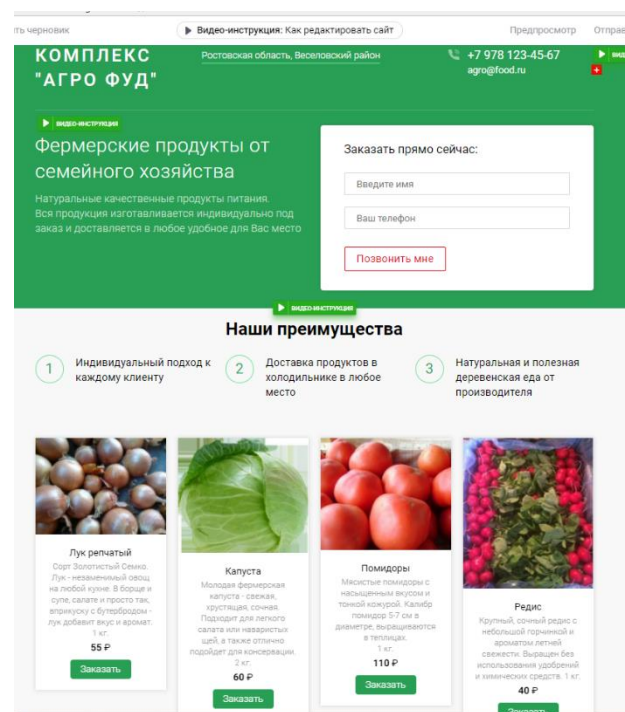 черновик
Видео-инструкция: Как редактировать сайт
Предпросмотр
КОМПЛЕКС
"АГРО ФУД"
Ростовская область, Веселовский район
+7 978 123-45-67
agro@food.ru
ВИДЕО-ИНСТРУКЦИЯ
Фермерские продукты от
семейного хозяйства
Натуральные качественные продукты питания.
Вся продукция изготавливается индивидуально под
заказ и доставляется в любое удобное для Вас место
Заказать прямо сейчас:
Введите имя
Ваш телефон
Позвонить мне
ВИДЕО-ИНСТРУКЦИЯ
Наши преимущества
1
Индивидуальный подход к
каждому клиенту
2
Доставка продуктов в
холодильнике в любое
место
3
Натуральная и полезная
деревенская еда от
производителя
Лук репчатый
Сорт Золотистый Семко.
Лук - незаменимый овощ
на любой кухне. В борще и
супе, салате и просто так,
вприкуску с бутербродом -
лук добавит вкус и аромат.
1 кг.
55 ₽
Заказать
Капуста
Молодая фермерская
капуста - свежая,
хрустящая, сочная.
Подходит для легкого
салата или наваристых
щей, а также отлично
подойдет для консервации.
2 кг.
60 ₽
Заказать
Помидоры
Мясистые помидоры с
насыщенным вкусом и
тонкой кожурой. Калибр
помидор 5-7 см в
диаметре, выращиваются
в теплицах.
1 кг.
110 ₽
Заказать
Редис
Крупный, сочный редис с
небольшой горчинкой и
ароматом летней
свежести. Выращен без
использования удобрений
и химических средств. 1 кг.
40 ₽
Заказать